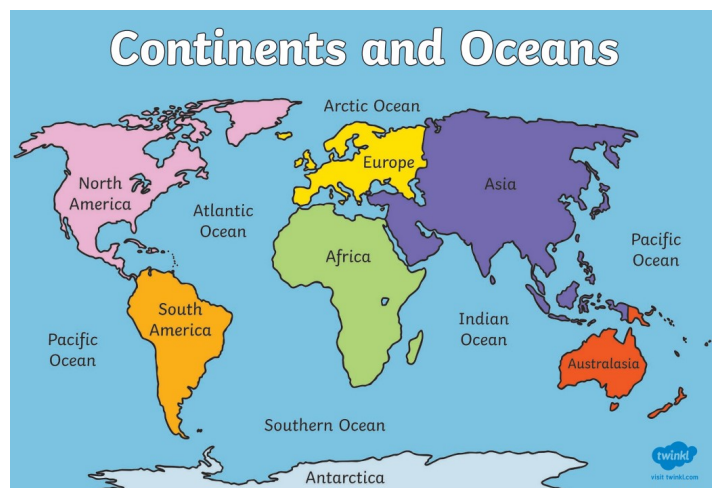 Continents and Oceans
Arctic Ocean
Europe
North
America
Asia
Atlantic
Ocean
Pacific
Ocean
Africa
South
America
Indian
Ocean
Pacific
Ocean
Australasia
Southern Ocean
Antarctica
twinkl
visit twinkl.com